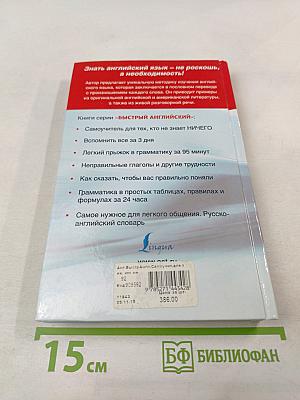 Знать английский язык – не роскошь,
а необходимость!
Автор предлагает уникальную методику изучения англий-
ского языка, которая заключается в пословном переводе
с произношением каждого слова. Он приводит примеры
из оригинальной английской и американской литературы,
а также из живой разговорной речи.
Книги серии «БЫСТРЫЙ АНГЛИЙСКИЙ»:
• Самоучитель для тех, кто не знает НИЧЕГО
• Вспомнить все за 3 дня
• Легкий прыжок в грамматику за 95 минут
• Неправильные глаголы и другие трудности
• Как сказать, чтобы вас правильно поняли
• Грамматика в простых таблицах, правилах и
формулах за 24 часа
• Самое нужное для легкого общения. Русско-
английский словарь
386.00
15 см
БФ БИБЛИОФАН